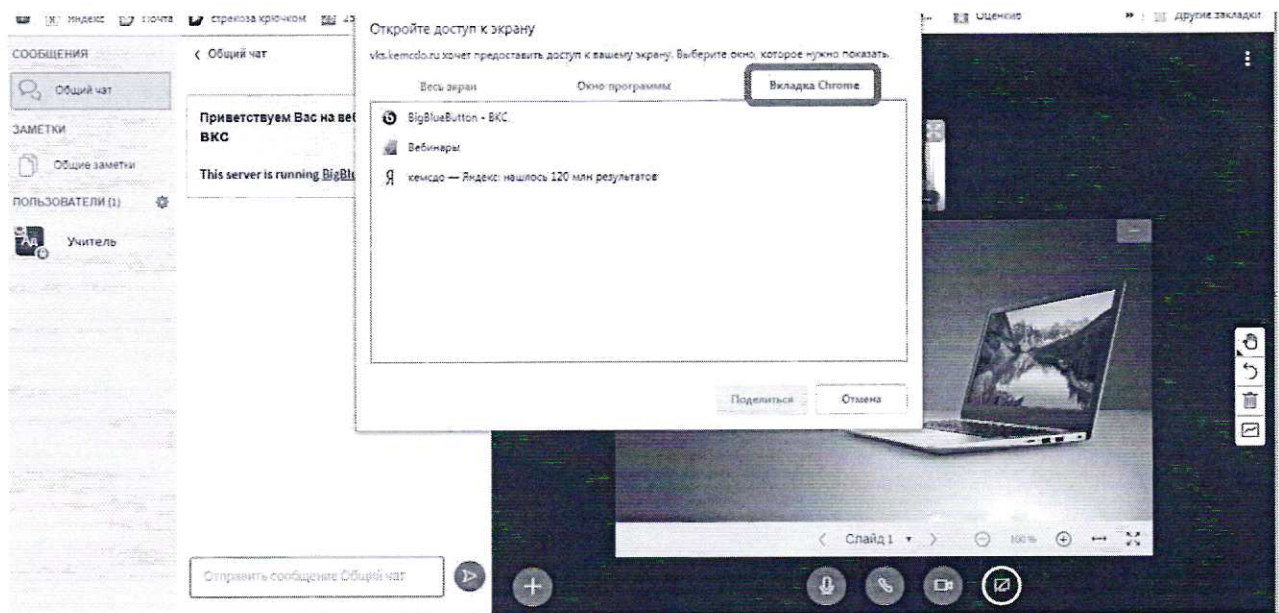 Яндекс
Почта
стрекоза крючком
Оценкис
»
Другие закладки
СООБЩЕНИЯ
Общий чат
ЗАМЕТКИ
Общие заметки
ПОЛЬЗОВАТЕЛИ (1)
Учитель
Общий чат
Приветствуем Вас на веб
ВКС
This server is running BigBlu
Откройте доступ к экрану
vks.kemcdo.ru хочет предоставить доступ к вашему экрану. Выберите окно, которое нужно показать.
Весь экран
Окно программы
Вкладка Chrome
BigBlueButton - ВКС
Вебинары
кемсдо — Яндекс: нашлось 120 млн результатов
Поделиться
Отмена
Слайд 1
100%
Отправить сообщение Общий чат